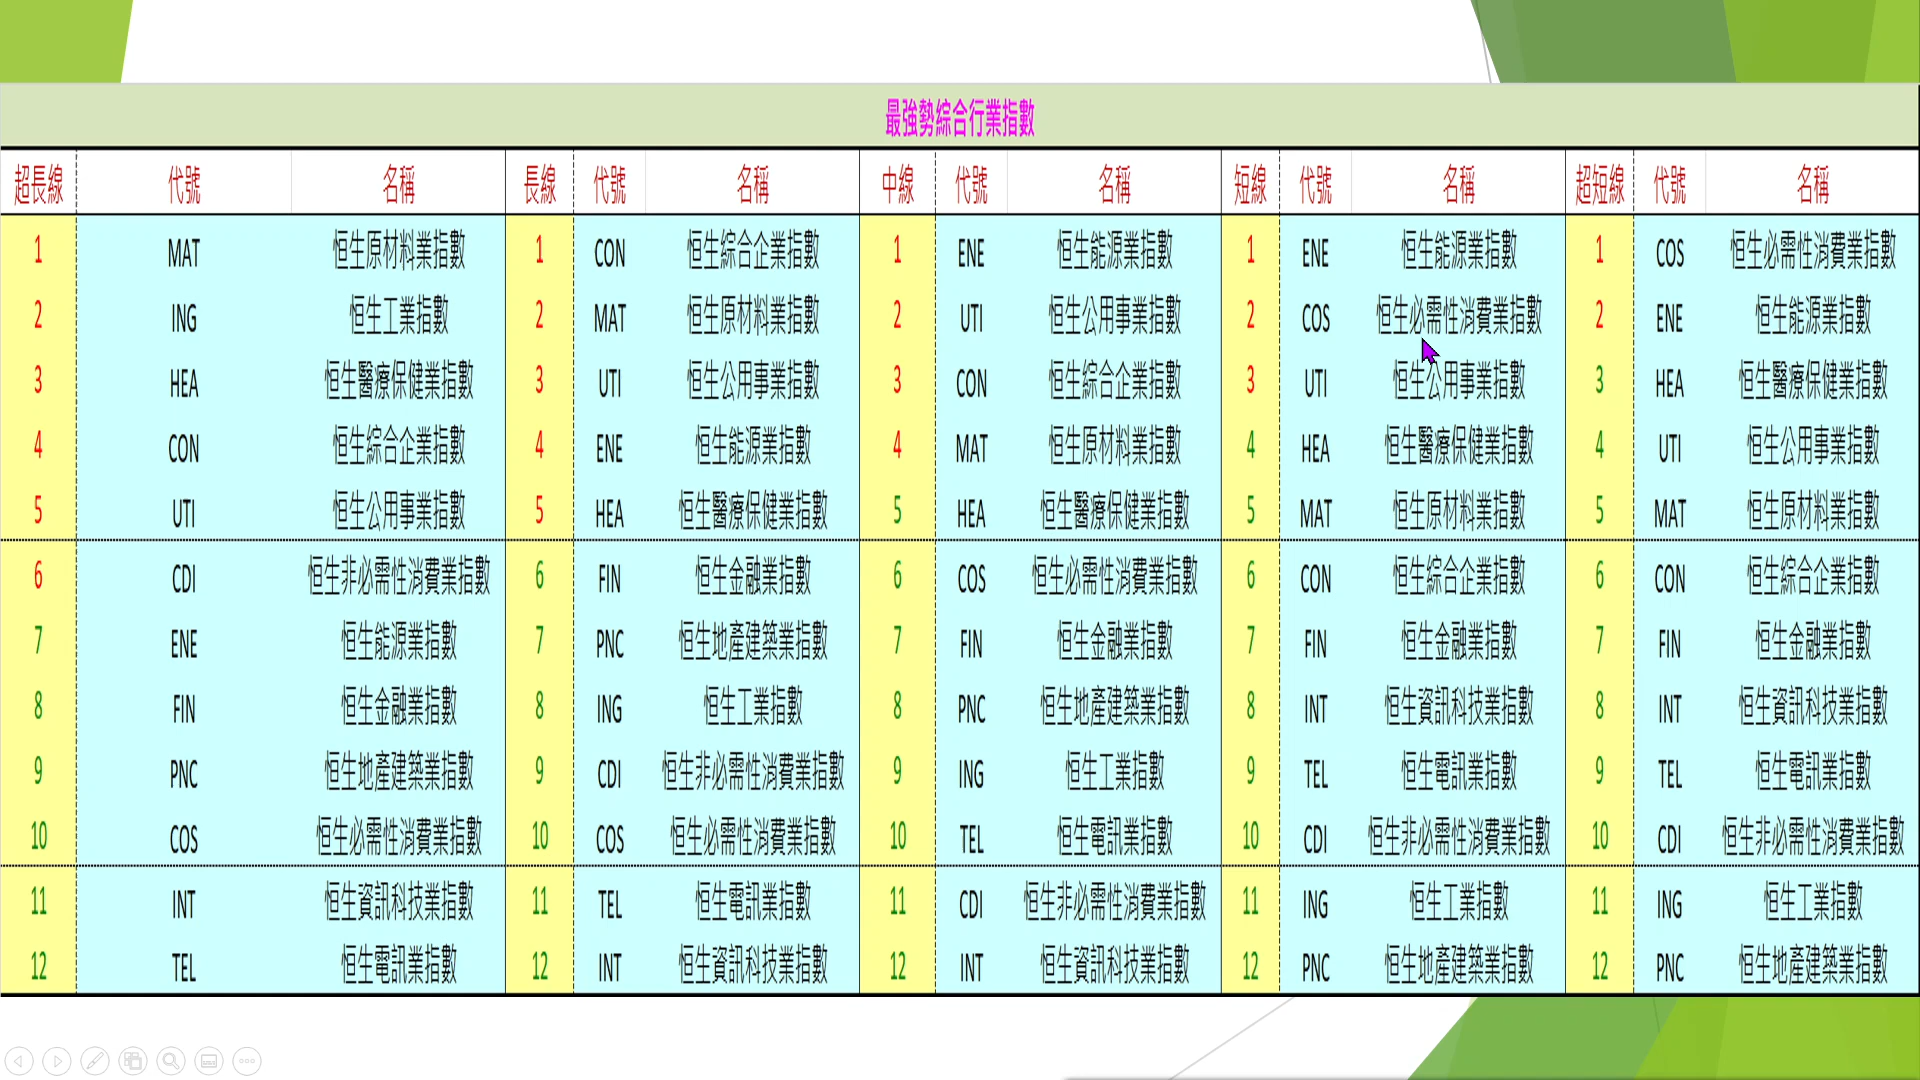 最強勢綜合行業指數
超長線 代號 名稱 長線 代號 名稱 中線 代號 名稱 短線 代號 名稱 超短線 代號 名稱
1 MAT 恒生原材料業指數 1 CON 恒生綜合企業指數 1 ENE 恒生能源業指數 1 ENE 恒生能源業指數 1 COS 恒生必需性消費業指數
2 ING 恒生工業指數 2 MAT 恒生原材料業指數 2 UTI 恒生公用事業指數 2 COS 恒生必需性消費業指數 2 ENE 恒生能源業指數
3 HEA 恒生醫療保健業指數 3 UTI 恒生公用事業指數 3 CON 恒生綜合企業指數 3 UTI 恒生公用事業指數 3 HEA 恒生醫療保健業指數
4 CON 恒生綜合企業指數 4 ENE 恒生能源業指數 4 MAT 恒生原材料業指數 4 HEA 恒生醫療保健業指數 4 UTI 恒生公用事業指數
5 UTI 恒生公用事業指數 5 HEA 恒生醫療保健業指數 5 HEA 恒生醫療保健業指數 5 MAT 恒生原材料業指數 5 MAT 恒生原材料業指數
6 CDI 恒生非必需性消費業指數 6 FIN 恒生金融業指數 6 COS 恒生必需性消費業指數 6 CON 恒生綜合企業指數 6 CON 恒生綜合企業指數
7 ENE 恒生能源業指數 7 PNC 恒生地產建築業指數 7 FIN 恒生金融業指數 7 FIN 恒生金融業指數 7 FIN 恒生金融業指數
8 FIN 恒生金融業指數 8 ING 恒生工業指數 8 PNC 恒生地產建築業指數 8 INT 恒生資訊科技業指數 8 INT 恒生資訊科技業指數
9 PNC 恒生地產建築業指數 9 CDI 恒生非必需性消費業指數 9 ING 恒生工業指數 9 TEL 恒生電訊業指數 9 TEL 恒生電訊業指數
10 COS 恒生必需性消費業指數 10 COS 恒生必需性消費業指數 10 TEL 恒生電訊業指數 10 CDI 恒生非必需性消費業指數 10 CDI 恒生非必需性消費業指數
11 INT 恒生資訊科技業指數 11 TEL 恒生電訊業指數 11 CDI 恒生非必需性消費業指數 11 ING 恒生工業指數 11 ING 恒生工業指數
12 TEL 恒生電訊業指數 12 INT 恒生資訊科技業指數 12 INT 恒生資訊科技業指數 12 PNC 恒生地產建築業指數 12 PNC 恒生地產建築業指數